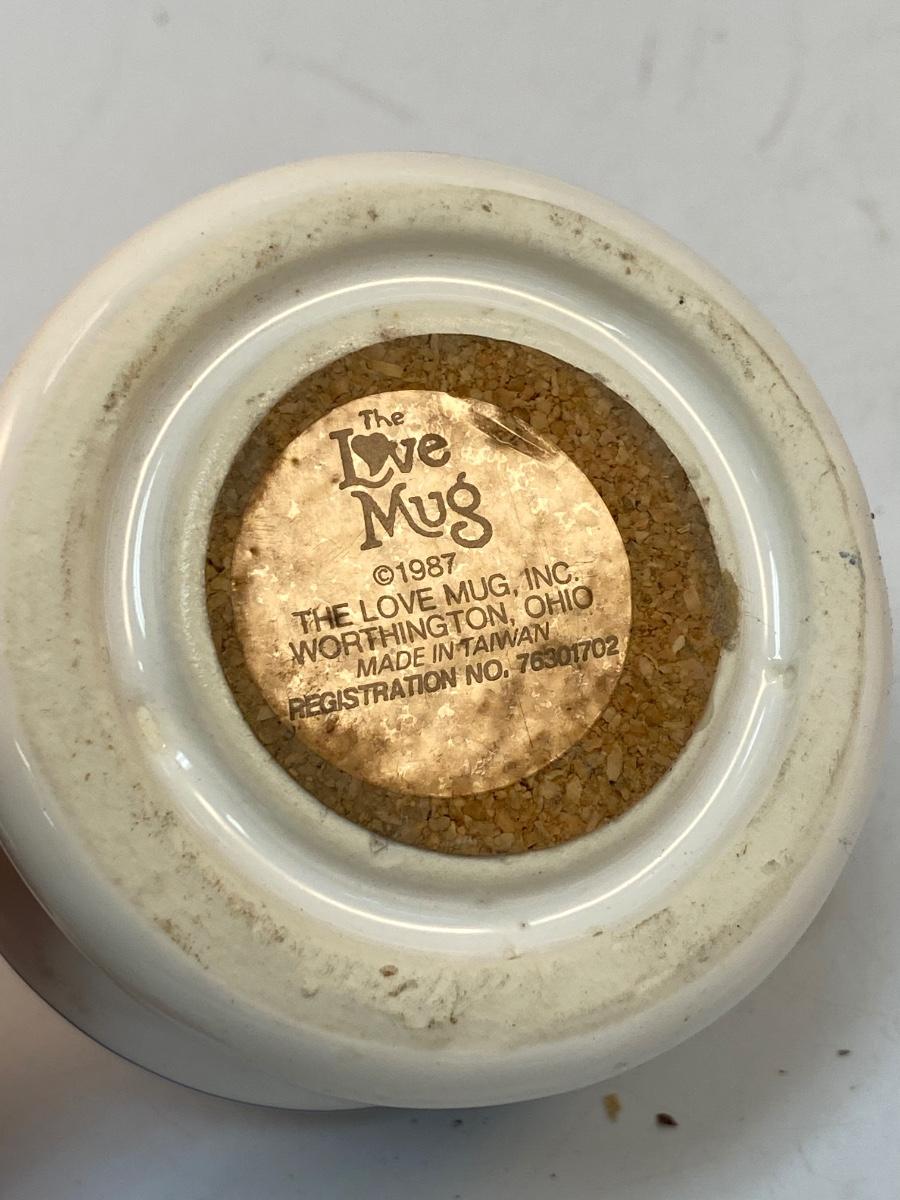 The
Love
Mug
©1987
THE LOVE MUG, INC.
WORTHINGTON, OHIO
MADE IN TAIWAN
REGISTRATION NO. 76301702